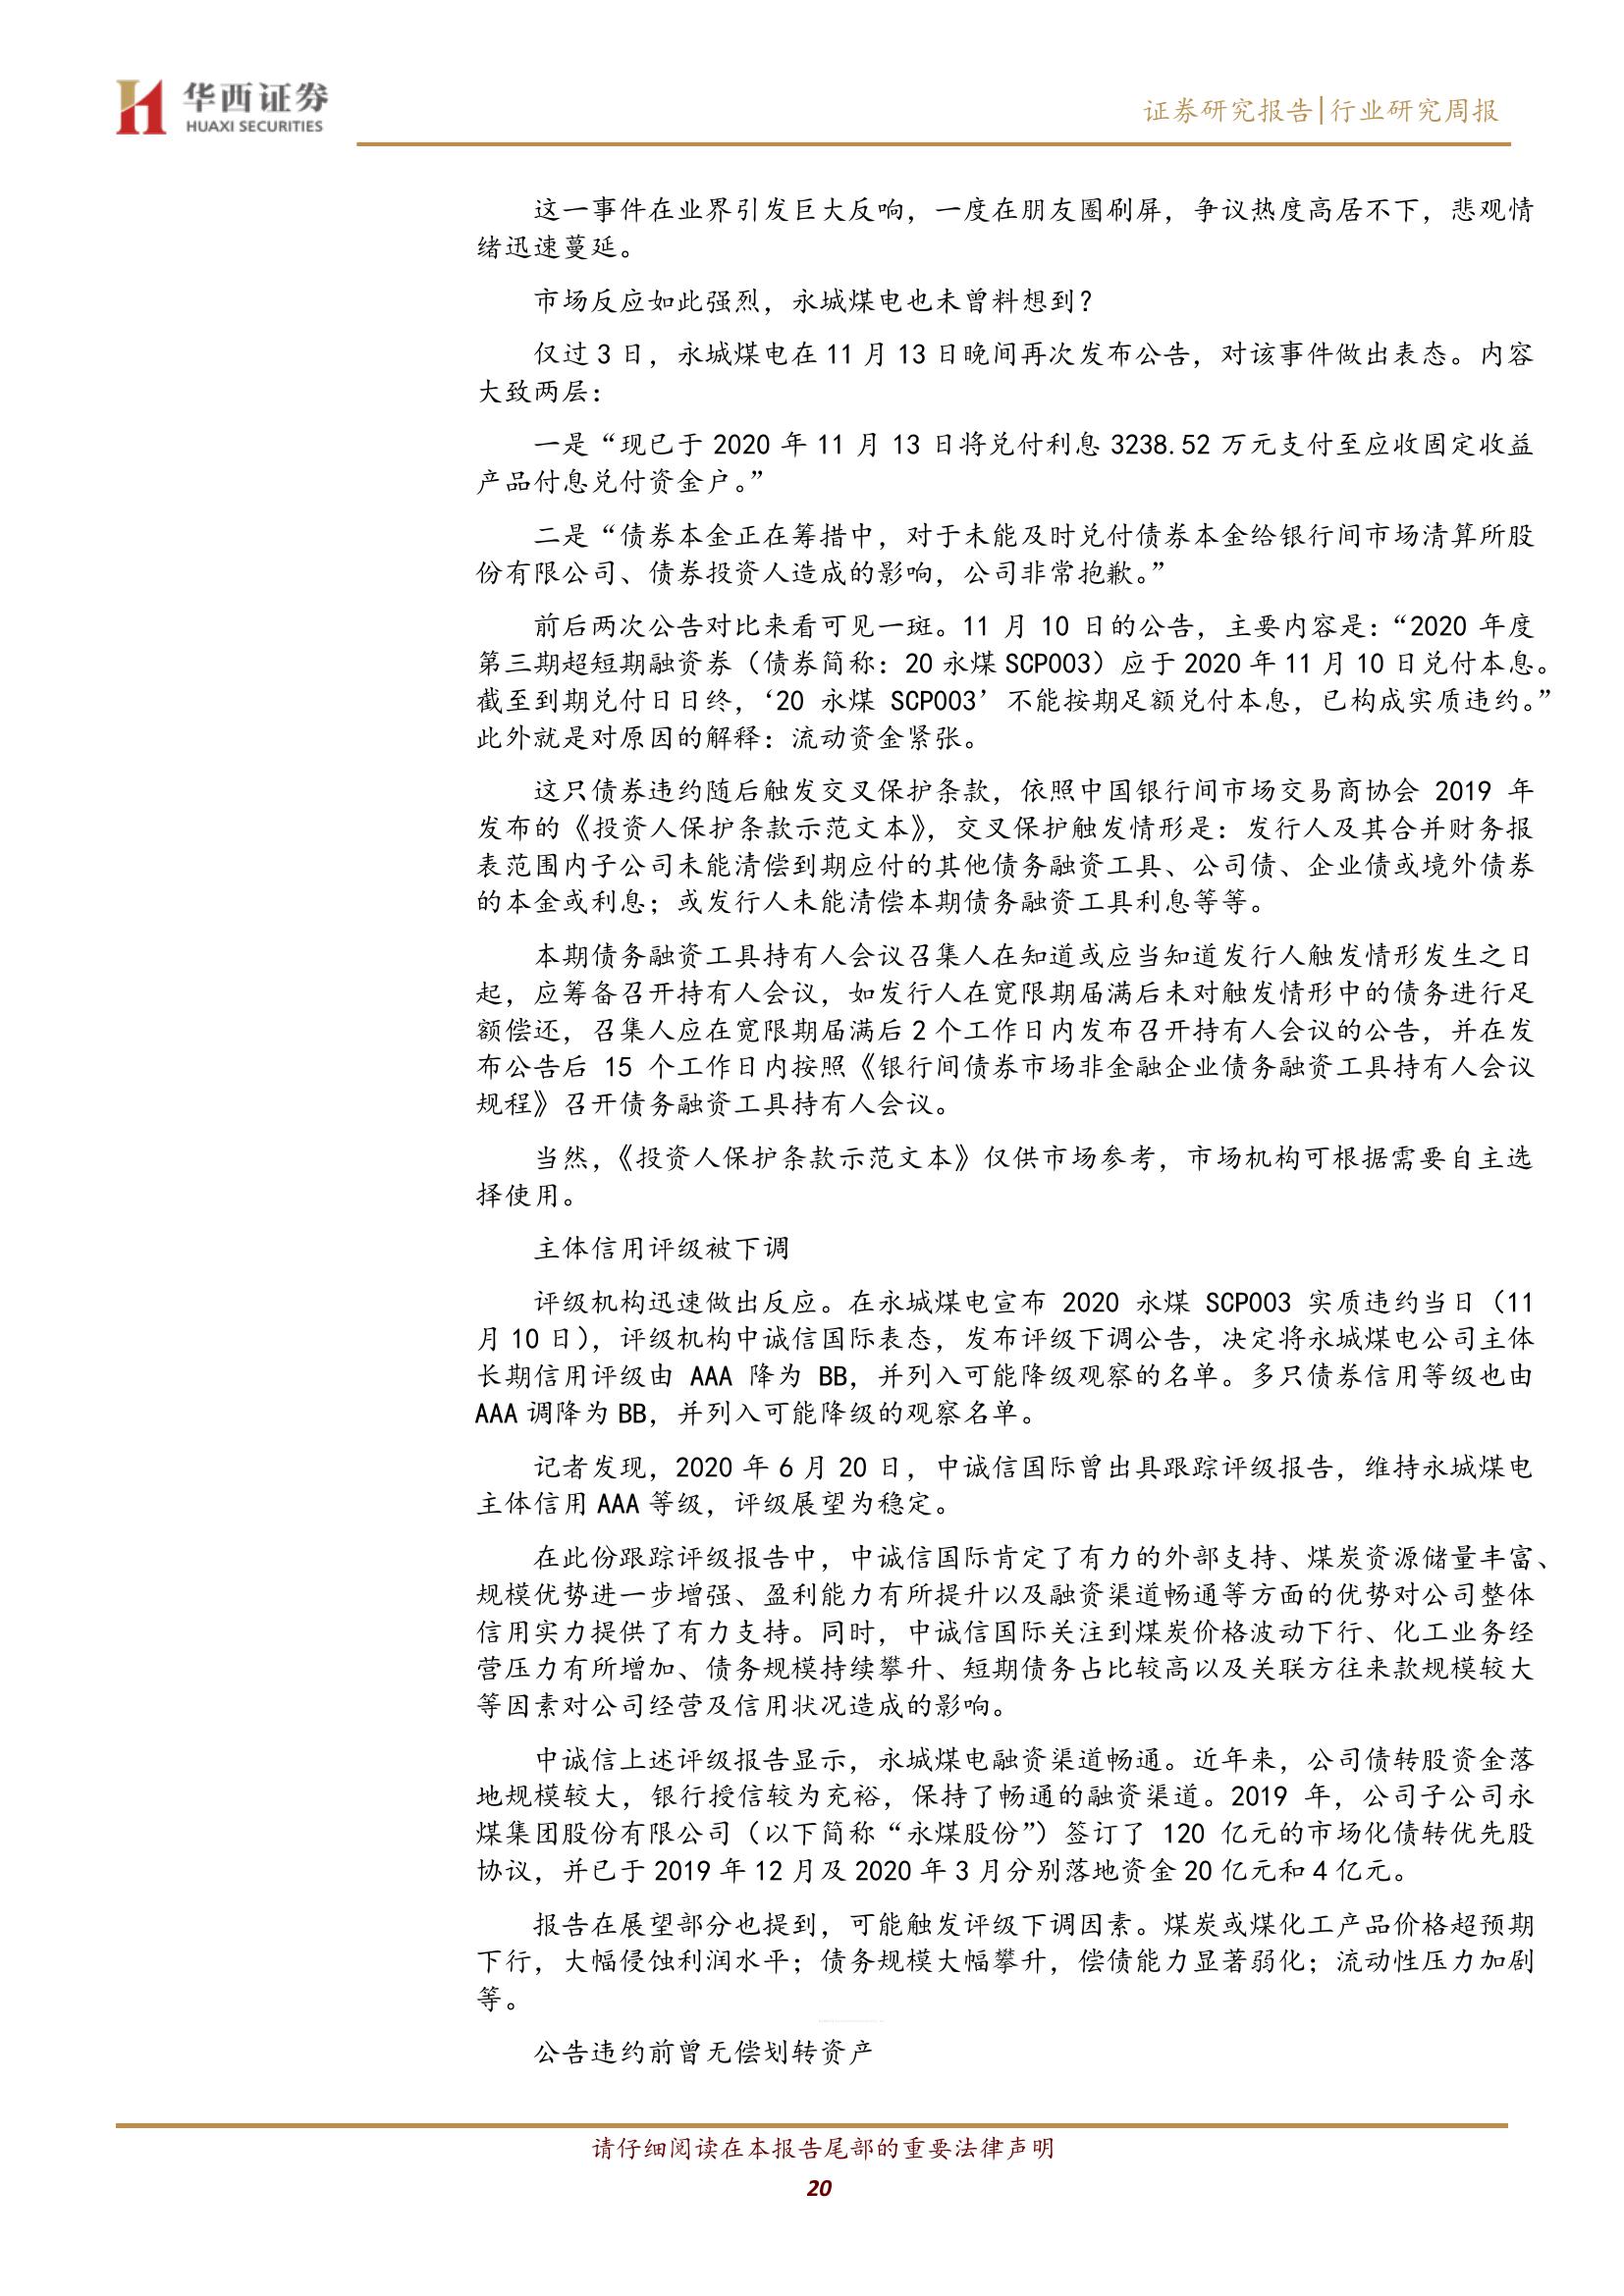 华西证券
HUAXI SECURITIES
证券研究报告|行业研究周报
这一事件在业界引发巨大反响，一度在朋友圈刷屏，争议热度高居不下，悲观情
绪迅速蔓延。
市场反应如此强烈，永城煤电也未曾料想到？
仅过 3 日，永城煤电在 11 月 13 日晚间再次发布公告，对该事件做出表态。内容
大致两层：
一是“现已于 2020 年 11 月 13 日将兑付利息 3238.52 万元支付至应收固定收益
产品付息兑付资金户。”
二是“债券本金正在筹措中，对于未能及时兑付债券本金给银行间市场清算所股
份有限公司、债券投资人造成的影响，公司非常抱歉。”
前后两次公告对比来看可见一斑。11 月 10 日的公告，主要内容是：“2020 年度
第三期超短期融资券（债券简称：20 永煤 SCP003）应于 2020 年 11 月 10 日兑付本息。
截至到期兑付日日终，‘20 永煤 SCP003’不能按期足额兑付本息，已构成实质违约。”
此外就是对原因的解释：流动资金紧张。
这只债券违约随后触发交叉保护条款，依照中国银行间市场交易商协会 2019 年
发布的《投资人保护条款示范文本》，交叉保护触发情形是：发行人及其合并财务报
表范围内子公司未能清偿到期应付的其他债务融资工具、公司债、企业债或境外债券
的本金或利息；或发行人未能清偿本期债务融资工具利息等等。
本期债务融资工具持有人会议召集人在知道或应当知道发行人触发情形发生之日
起，应筹备召开持有人会议，如发行人在宽限期届满后未对触发情形中的债务进行足
额偿还，召集人应在宽限期届满后 2 个工作日内发布召开持有人会议的公告，并在发
布公告后 15 个工作日内按照《银行间债券市场非金融企业债务融资工具持有人会议
规程》召开债务融资工具持有人会议。
当然，《投资人保护条款示范文本》仅供市场参考，市场机构可根据需要自主选
择使用。
主体信用评级被下调
评级机构迅速做出反应。在永城煤电宣布 2020 永煤 SCP003 实质违约当日（11
月 10 日），评级机构中诚信国际表态，发布评级下调公告，决定将永城煤电公司主体
长期信用评级由 AAA 降为 BB，并列入可能降级观察的名单。多只债券信用等级也由
AAA 调降为 BB，并列入可能降级的观察名单。
记者发现，2020 年 6 月 20 日，中诚信国际曾出具跟踪评级报告，维持永城煤电
主体信用 AAA 等级，评级展望为稳定。
在此份跟踪评级报告中，中诚信国际肯定了有力的外部支持、煤炭资源储量丰富、
规模优势进一步增强、盈利能力有所提升以及融资渠道畅通等方面的优势对公司整体
信用实力提供了有力支持。同时，中诚信国际关注到煤炭价格波动下行、化工业务经
营压力有所增加、债务规模持续攀升、短期债务占比较高以及关联方往来款规模较大
等因素对公司经营及信用状况造成的影响。
中诚信上述评级报告显示，永城煤电融资渠道畅通。近年来，公司债转股资金落
地规模较大，银行授信较为充裕，保持了畅通的融资渠道。2019 年，公司子公司永
煤集团股份有限公司（以下简称“永煤股份”）签订了 120 亿元的市场化债转优先股
协议，并已于 2019 年 12 月及 2020 年 3 月分别落地资金 20 亿元和 4 亿元。
报告在展望部分也提到，可能触发评级下调因素。煤炭或煤化工产品价格超预期
下行，大幅侵蚀利润水平；债务规模大幅攀升，偿债能力显著弱化；流动性压力加剧
等。
公告违约前曾无偿划转资产
请仔细阅读在本报告尾部的重要法律声明
20